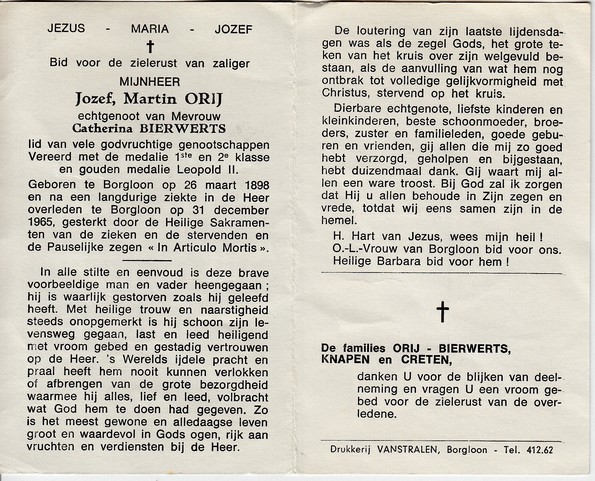 JEZUS - MARIA - JOZEF
†
Bid voor de zielerust van zaliger
MIJNHEER
Jozef, Martin ORIJ
echtgenoot van Mevrouw
Catherina BIERWERTS
lid van vele godvruchtige genootschappen
Vereerd met de medalie 1ste en 2e klasse
en gouden medalie Leopold II.
Geboren te Borgloon op 26 maart 1898
en na een langdurige ziekte in de Heer
overleden te Borgloon op 31 december
1965, gesterkt door de Heilige Sakramen-
ten van de zieken en de stervenden en
de Pauselijke zegen « In Articulo Mortis ».
In alle stilte en eenvoud is deze brave
voorbeeldige man en vader heengegaan ;
hij is waarlijk gestorven zoals hij geleefd
heeft. Met heilige trouw en naarstigheid
steeds onopgemerkt is hij schoon zijn le-
vensweg gegaan, last en leed heiligend
met vroom gebed en gestadig vertrouwen
op de Heer. 's Werelds ijdele pracht en
praal heeft hem nooit kunnen verlokken
of afbrengen van de grote bezorgdheid
waarmee hij alles, lief en leed, volbracht
wat God hem te doen had gegeven. Zo
is het meest gewone en alledaagse leven
groot en waardevol in Gods ogen, rijk aan
vruchten en verdiensten bij de Heer.
De loutering van zijn laatste lijdensda-
gen was als de zegel Gods, het grote te-
ken van het kruis over zijn welgevuld be-
staan, als de aanvulling van wat hem nog
ontbrak tot volledige gelijkvormigheid met
Christus, stervend op het kruis.
Dierbare echtgenote, liefste kinderen en
kleinkinderen, beste schoonmoeder, broe-
ders, zuster en familieleden, goede gebu-
ren en vrienden, gij allen die mij zo goed
hebt verzorgd, geholpen en bijgestaan,
hebt duizendmaal dank. Gij waart mij al-
len een ware troost. Bij God zal ik zorgen
dat Hij u allen behoude in Zijn zegen en
vrede, totdat wij eens samen zijn in de
hemel.
H. Hart van Jezus, wees mijn heil !
O.-L.-Vrouw van Borgloon bid voor ons.
Heilige Barbara bid voor hem !
†
De families ORIJ - BIERWERTS,
KNAPEN en CRETEN,
danken U voor de blijken van deel-
neming en vragen U een vroom ge-
bed voor de zielerust van de over-
ledene.
Drukkerij VANSTRALEN, Borgloon - Tel. 412.62